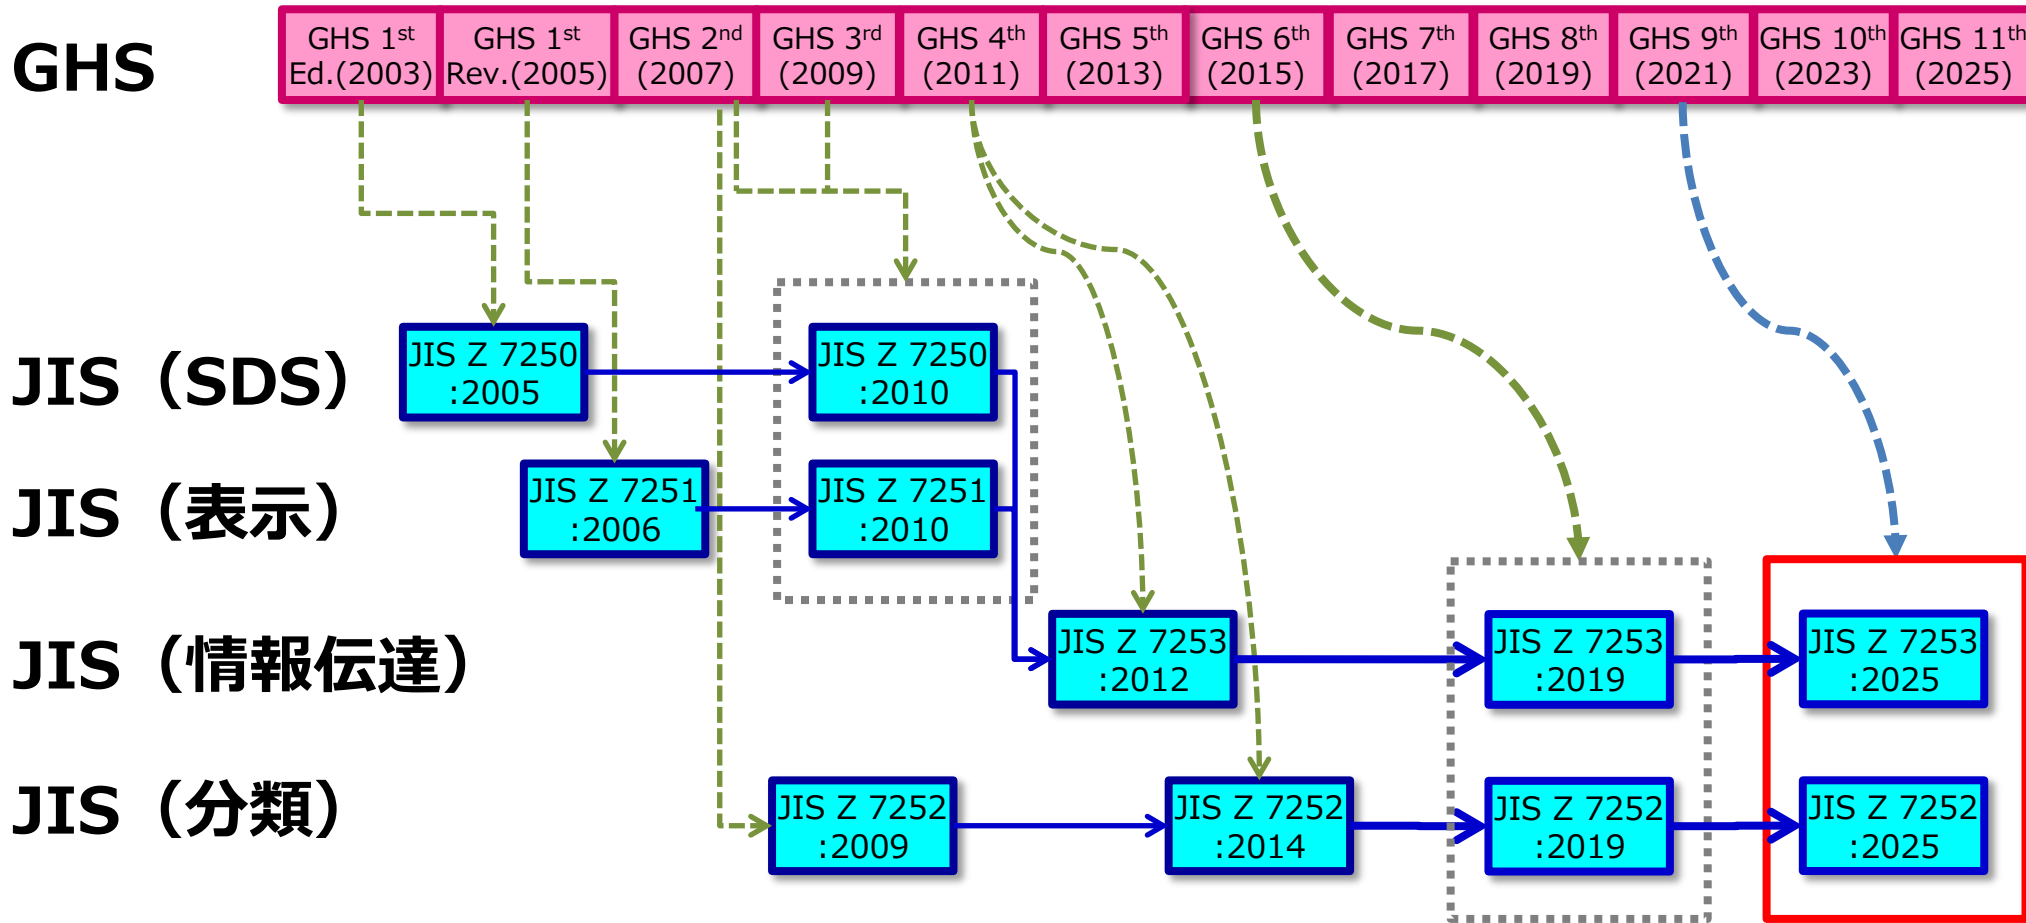 GHS
GHS 1st
Ed.(2003)
GHS 1st
Rev.(2005)
GHS 2nd
(2007)
GHS 3rd
(2009)
GHS 4th
(2011)
GHS 5th
(2013)
GHS 6th
(2015)
GHS 7th
(2017)
GHS 8th
(2019)
GHS 9th
(2021)
GHS 10th
(2023)
GHS 11th
(2025)
JIS（SDS）
JIS Z 7250
:2005
JIS Z 7250
:2010
JIS（表示）
JIS Z 7251
:2006
JIS Z 7251
:2010
JIS（情報伝達）
JIS Z 7253
:2012
JIS Z 7253
:2019
JIS Z 7253
:2025
JIS（分類）
JIS Z 7252
:2009
JIS Z 7252
:2014
JIS Z 7252
:2019
JIS Z 7252
:2025